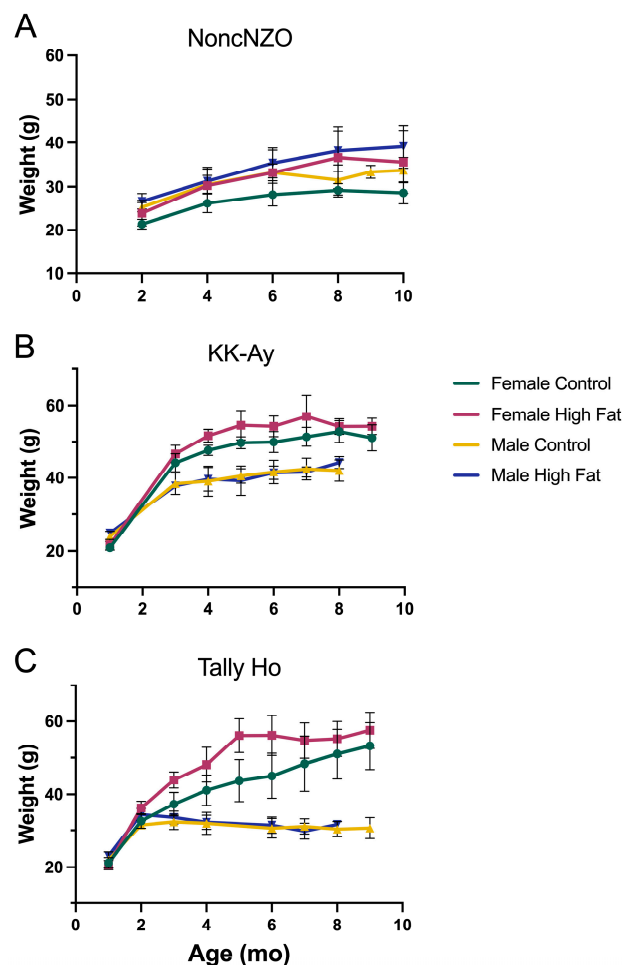 A
NoncNZO
60
50
40
30
20
10
Weight (g)
0 2 4 6 8 10
B
KK-Ay
60
40
20
Weight (g)
0 2 4 6 8 10
Female Control
Female High Fat
Male Control
Male High Fat
C
Tally Ho
60
40
20
Weight (g)
0 2 4 6 8 10
Age (mo)